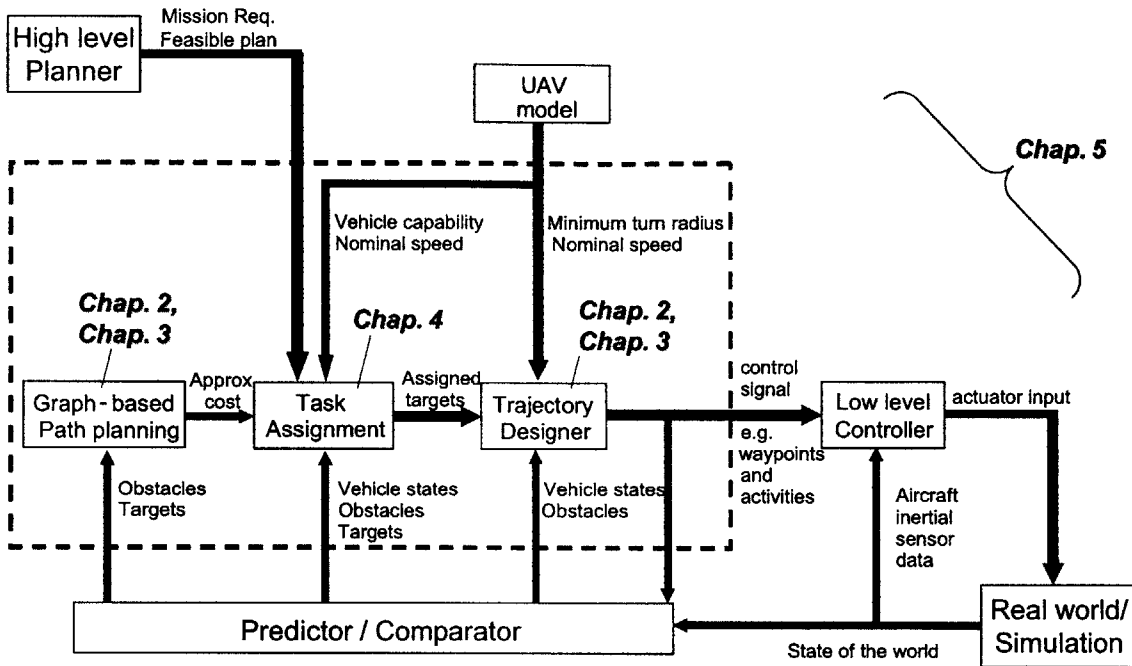 Mission Req.
Feasible plan
High level
Planner
UAV
model
Chap. 5
Vehicle capability
Nominal speed
Minimum turn radius
Nominal speed
Chap. 2,
Chap. 3
Chap. 4
Chap. 2,
Chap. 3
Graph-based
Path planning
Approx
cost
Task
Assignment
Assigned
targets
Trajectory
Designer
control
signal
e.g.
waypoints
and
activities
Low level
Controller
actuator input
Obstacles
Targets
Vehicle states
Obstacles
Targets
Vehicle states
Obstacles
Aircraft
inertial
sensor
data
Predictor / Comparator
State of the world
Real world/
Simulation